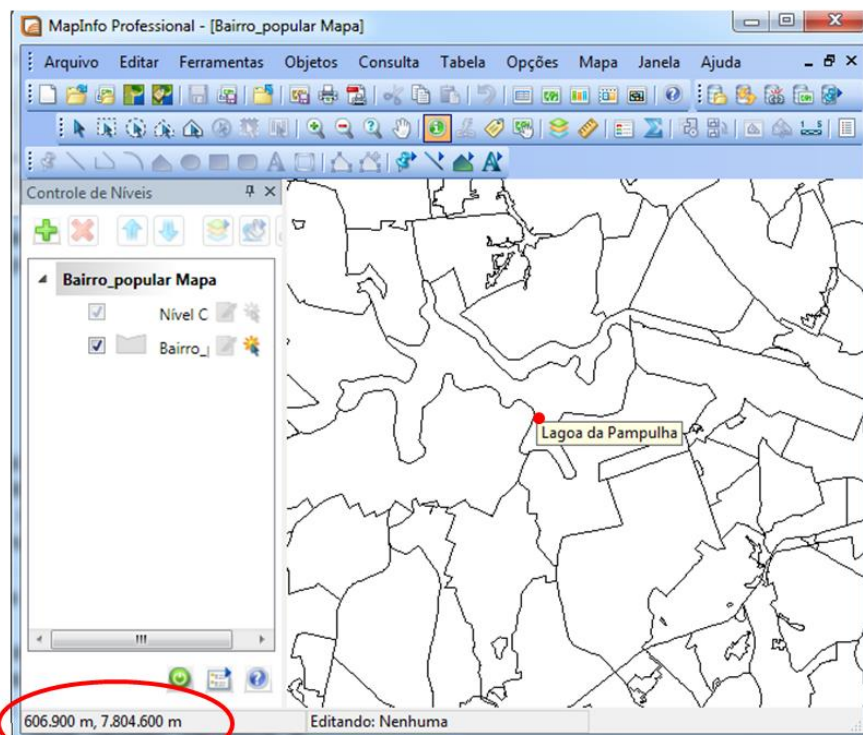 MapInfo Professional - [Bairro_popular Mapa]
Arquivo Editar Ferramentas Objetos Consulta Tabela Opções Mapa Janela Ajuda
Controle de Níveis
Bairro_popular Mapa
Nível C
Bairro_
Lagoa da Pampulha
606.900 m, 7.804.600 m
Editando: Nenhuma